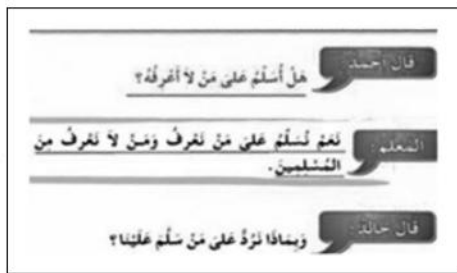 قال أحمد:
هَلْ أُسَلِّمُ عَلَى مَنْ لاَ أَعْرِفُهُ؟
المعلم:
نَعَمْ نُسَلِّمُ عَلَى مَنْ نَعْرِفُ وَمَنْ لاَ نَعْرِفُ مِنَ
المُسْلِمِينَ.
قال خالد:
وَبِمَاذَا نَرُدُّ عَلَى مَنْ سَلَّمَ عَلَيْنَا؟